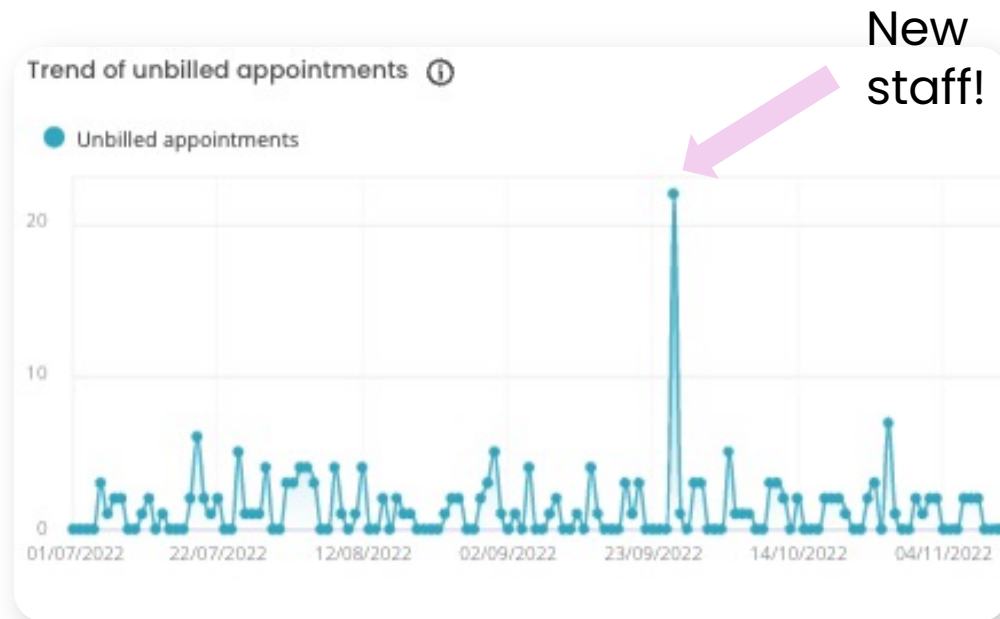 New
staff!
Trend of unbilled appointments
Unbilled appointments
20
10
0
01/07/2022 22/07/2022 12/08/2022 02/09/2022 23/09/2022 14/10/2022 04/11/2022